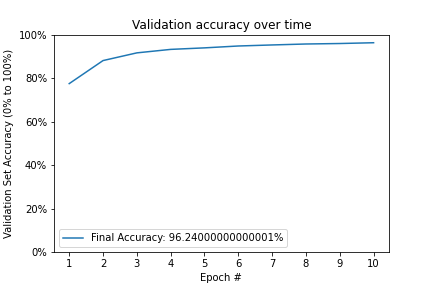 Validation accuracy over time
Validation Set Accuracy (0% to 100%)
100%
80%
60%
40%
20%
0%
Final Accuracy: 96.24000000000001%
1 2 3 4 5 6 7 8 9 10
Epoch #